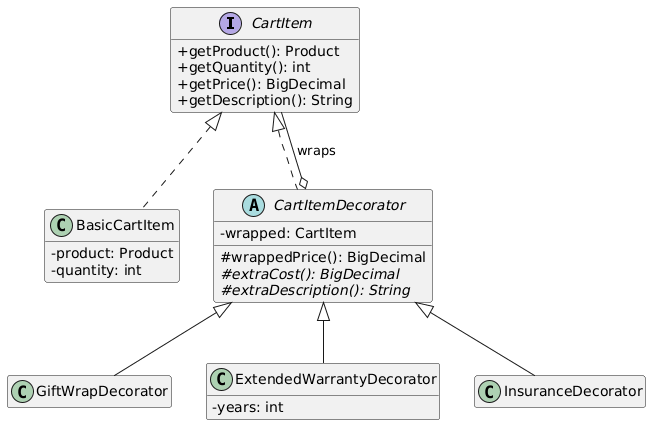 I CartItem
+getProduct(): Product
+getQuantity(): int
+getPrice(): BigDecimal
+getDescription(): String
wraps
C BasicCartItem
-product: Product
-quantity: int
A CartItemDecorator
-wrapped: CartItem
#wrappedPrice(): BigDecimal
#extraCost(): BigDecimal
#extraDescription(): String
C GiftWrapDecorator
C ExtendedWarrantyDecorator
-years: int
C InsuranceDecorator